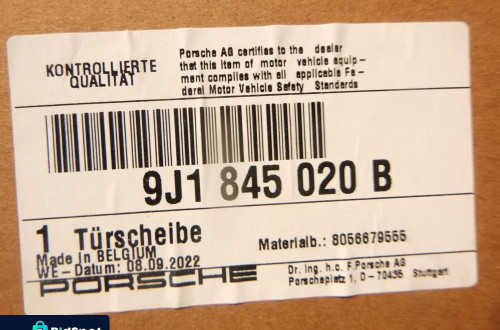 KONTROLLIERTE
QUALITÄT
Porsche AG certifies to the dealer
that this item of motor vehicle equip-
ment complies with all applicable Fe-
deral Motor Vehicle Safety Standards
9J1 845 020 B
1 Türscheibe
Made in BELGIUM
WE-Datum: 08.09.2022
Materialb.: 8056679555
PORSCHE
Dr. Ing. h.c. F.Porsche AG
Porscheplatz 1, D-70435 Stuttgart
BidSpot